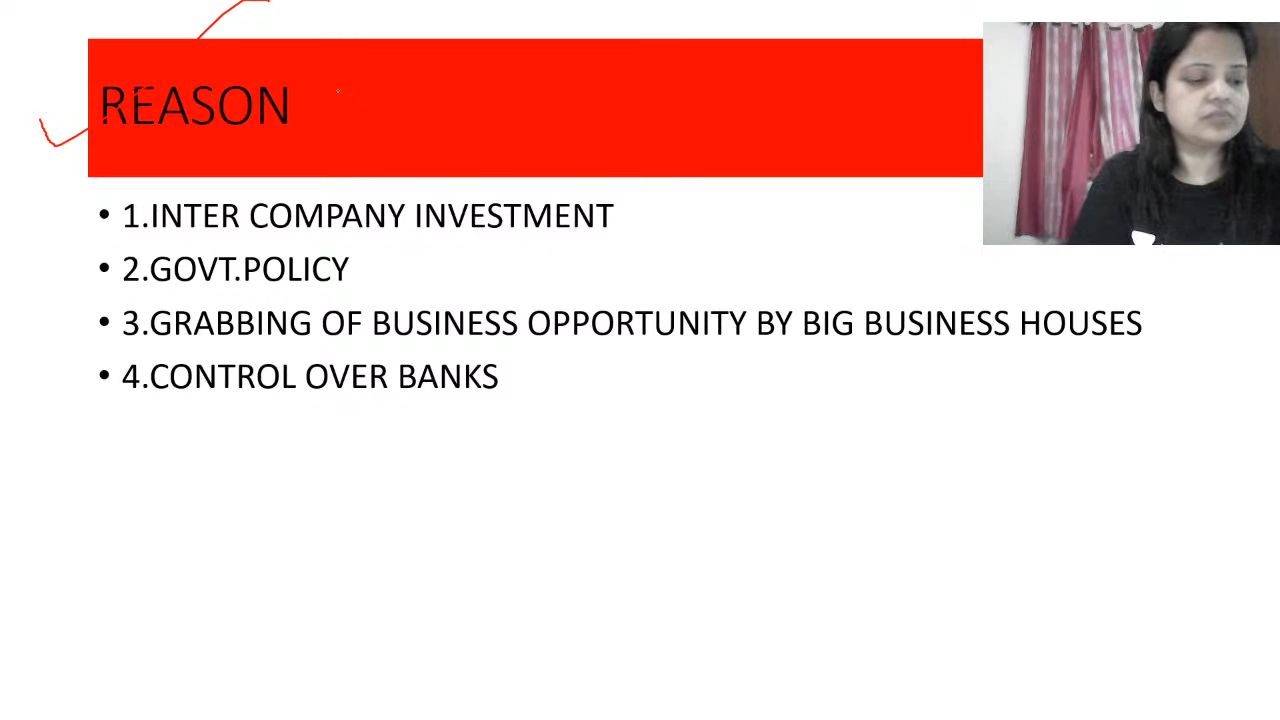 REASON
• 1.INTER COMPANY INVESTMENT
• 2.GOVT.POLICY
• 3.GRABBING OF BUSINESS OPPORTUNITY BY BIG BUSINESS HOUSES
• 4.CONTROL OVER BANKS